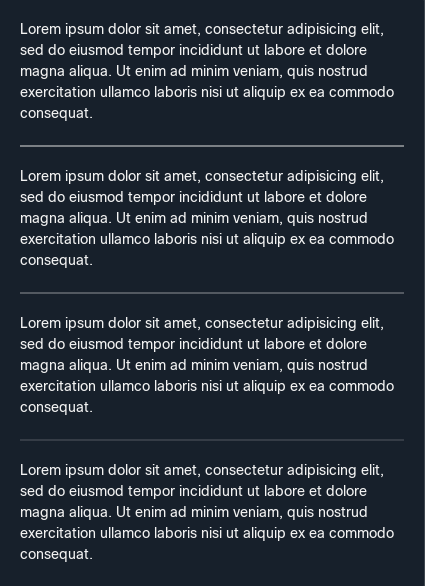 Lorem ipsum dolor sit amet, consectetur adipisicing elit,
sed do eiusmod tempor incididunt ut labore et dolore
magna aliqua. Ut enim ad minim veniam, quis nostrud
exercitation ullamco laboris nisi ut aliquip ex ea commodo
consequat.
Lorem ipsum dolor sit amet, consectetur adipisicing elit,
sed do eiusmod tempor incididunt ut labore et dolore
magna aliqua. Ut enim ad minim veniam, quis nostrud
exercitation ullamco laboris nisi ut aliquip ex ea commodo
consequat.
Lorem ipsum dolor sit amet, consectetur adipisicing elit,
sed do eiusmod tempor incididunt ut labore et dolore
magna aliqua. Ut enim ad minim veniam, quis nostrud
exercitation ullamco laboris nisi ut aliquip ex ea commodo
consequat.
Lorem ipsum dolor sit amet, consectetur adipisicing elit,
sed do eiusmod tempor incididunt ut labore et dolore
magna aliqua. Ut enim ad minim veniam, quis nostrud
exercitation ullamco laboris nisi ut aliquip ex ea commodo
consequat.